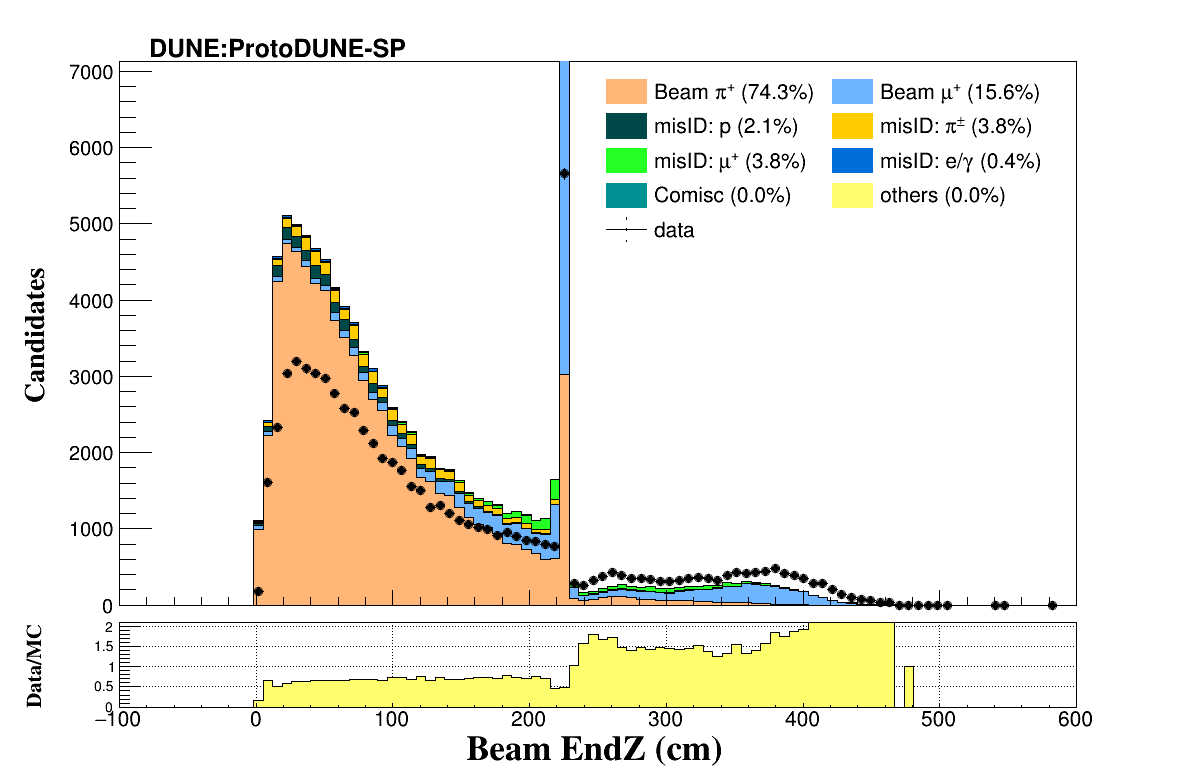 DUNE:ProtoDUNE-SP
7000
6000
5000
4000
3000
2000
1000
0
Candidates
Beam π⁺ (74.3%)
Beam μ⁺ (15.6%)
misID: p (2.1%)
misID: π± (3.8%)
misID: μ⁺ (3.8%)
misID: e/γ (0.4%)
Comisc (0.0%)
others (0.0%)
data
2
1.5
1
0.5
0
Data/MC
−100
0
100
200
300
400
500
600
Beam EndZ (cm)